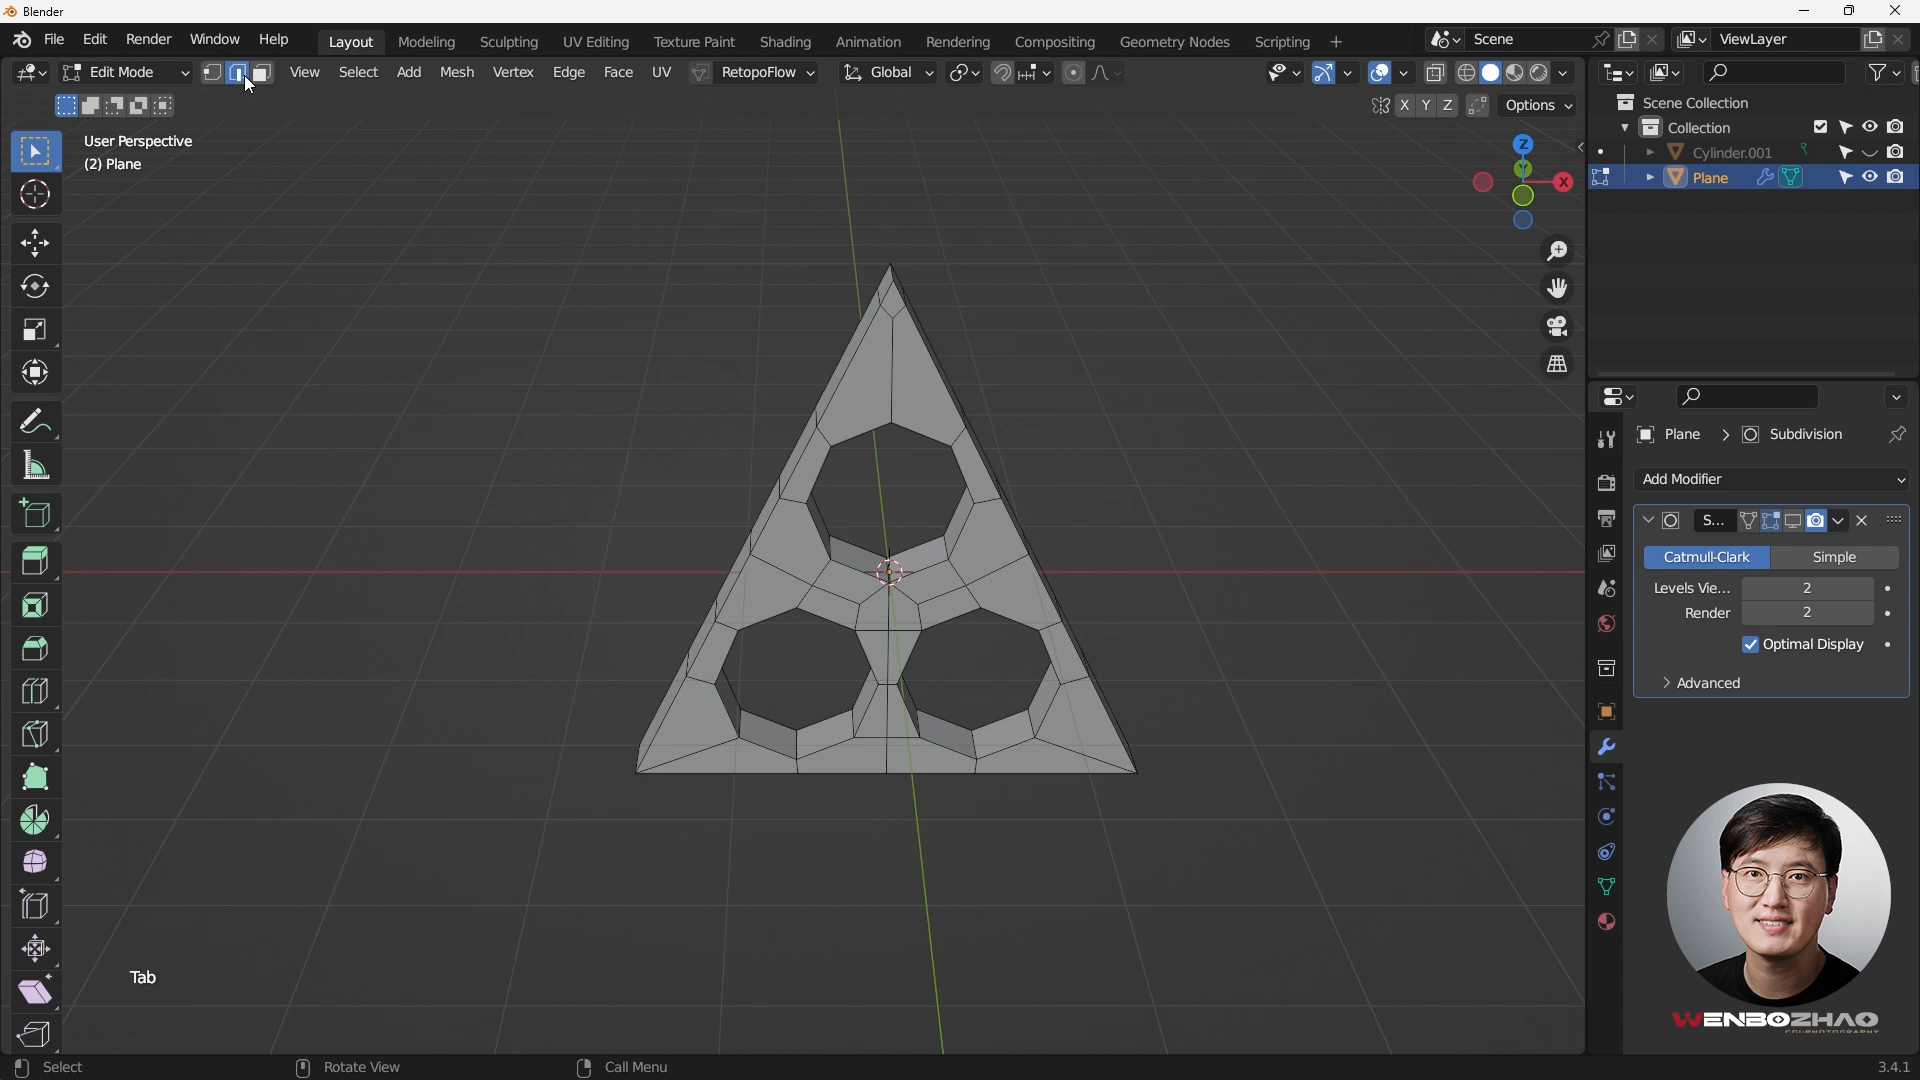 Blender
File Edit Render Window Help Layout Modeling Sculpting UV Editing Texture Paint Shading Animation Rendering Compositing Geometry Nodes Scripting + Scene ViewLayer
Edit Mode View Select Add Mesh Vertex Edge Face UV RetopoFlow Global
X Y Z Options
User Perspective
(2) Plane
Z
Y
X
Scene Collection
Collection
Cylinder.001
Plane
Plane > Subdivision
Add Modifier
S...
Catmull-Clark Simple
Levels Vie... 2
Render 2
Optimal Display
Advanced
Tab
WENBOZHAO
Select Rotate View Call Menu 3.4.1